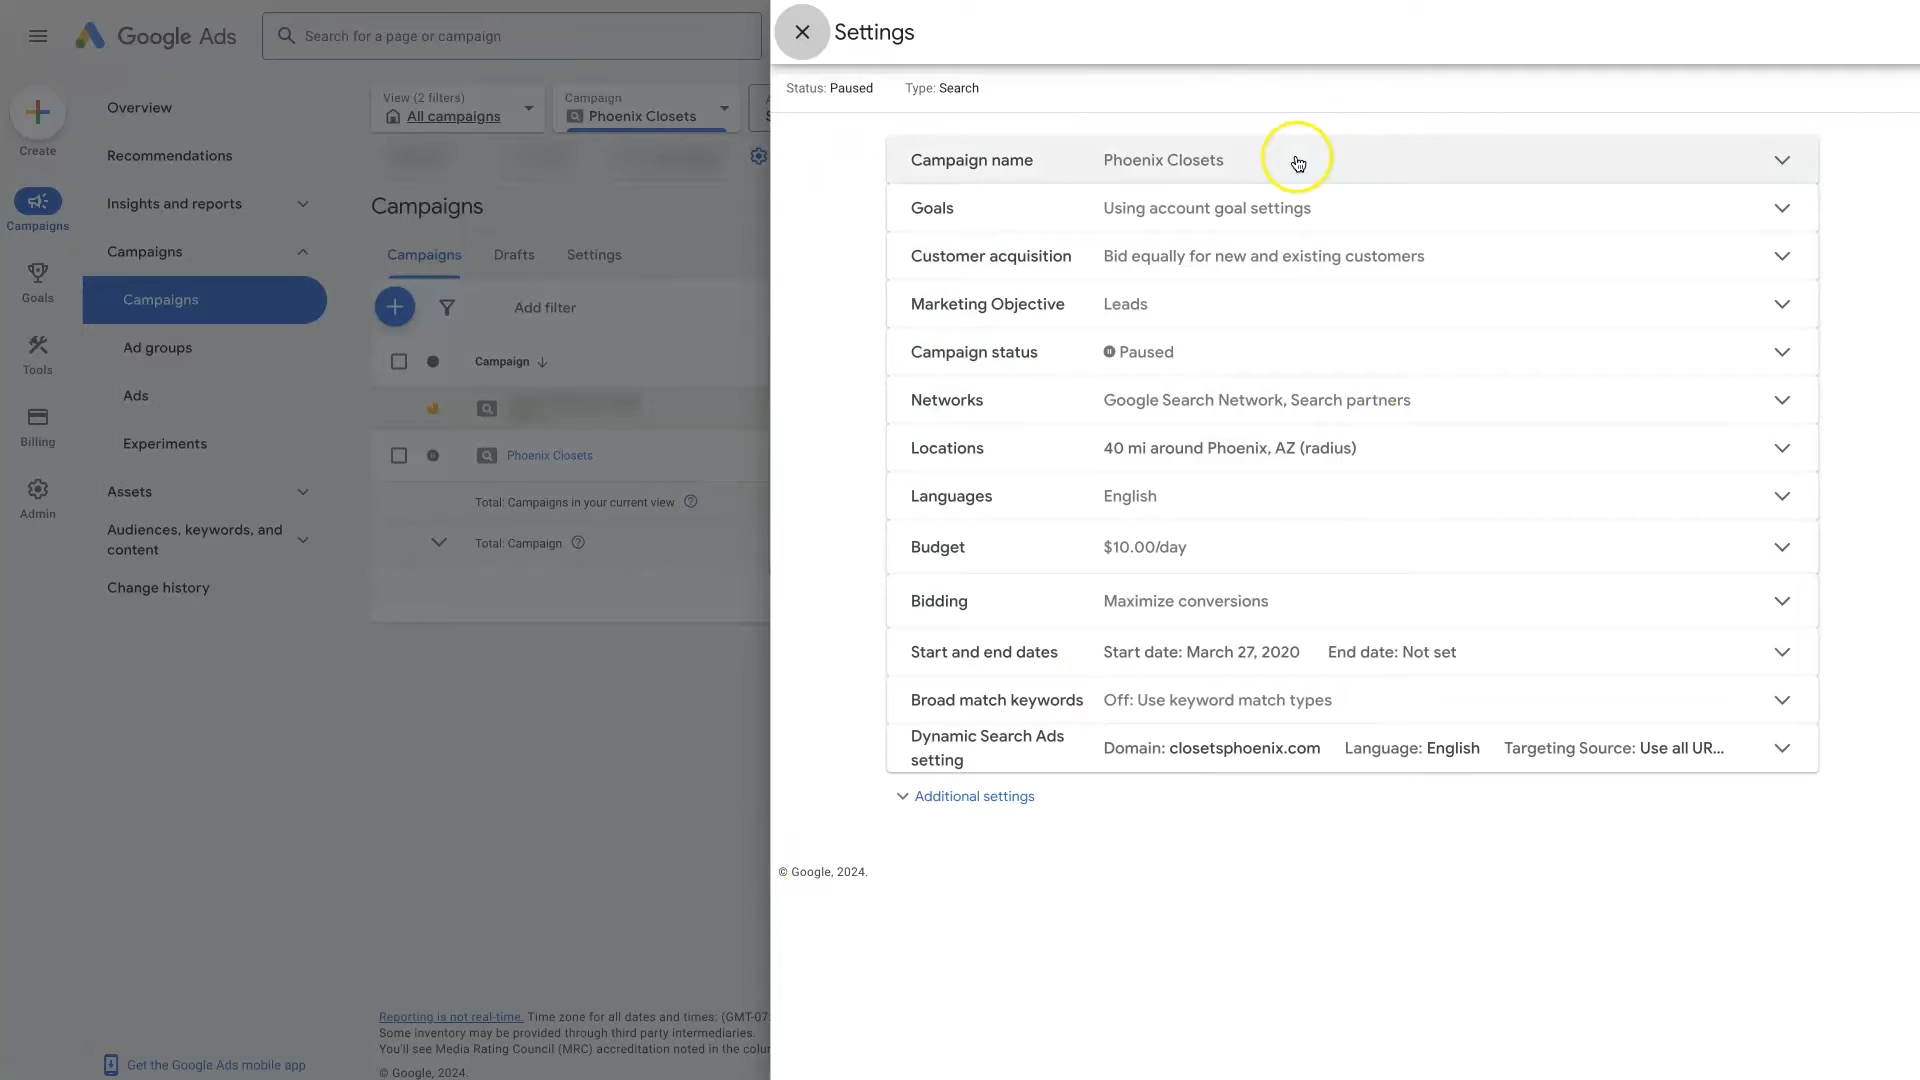 Google Ads
Search for a page or campaign
Create
Campaigns
Goals
Tools
Billing
Admin
Overview
Recommendations
Insights and reports
Campaigns
Campaigns
Ad groups
Ads
Experiments
Assets
Audiences, keywords, and
content
Change history
Get the Google Ads mobile app
View (2 filters)
All campaigns
Campaign
Phoenix Closets
Campaigns
Campaigns Drafts Settings
Add filter
Campaign
Phoenix Closets
Total: Campaigns in your current view
Total: Campaign
Reporting is not real-time. Time zone for all dates and times: (GMT-07
Some inventory may be provided through third party intermediaries.
You'll see Media Rating Council (MRC) accreditation noted in the colu
© Google, 2024.
Settings
Status: Paused Type: Search
Campaign name Phoenix Closets
Goals Using account goal settings
Customer acquisition Bid equally for new and existing customers
Marketing Objective Leads
Campaign status Paused
Networks Google Search Network, Search partners
Locations 40 mi around Phoenix, AZ (radius)
Languages English
Budget $10.00/day
Bidding Maximize conversions
Start and end dates Start date: March 27, 2020 End date: Not set
Broad match keywords Off: Use keyword match types
Dynamic Search Ads
setting
Domain: closetsphoenix.com Language: English Targeting Source: Use all UR...
Additional settings
© Google, 2024.